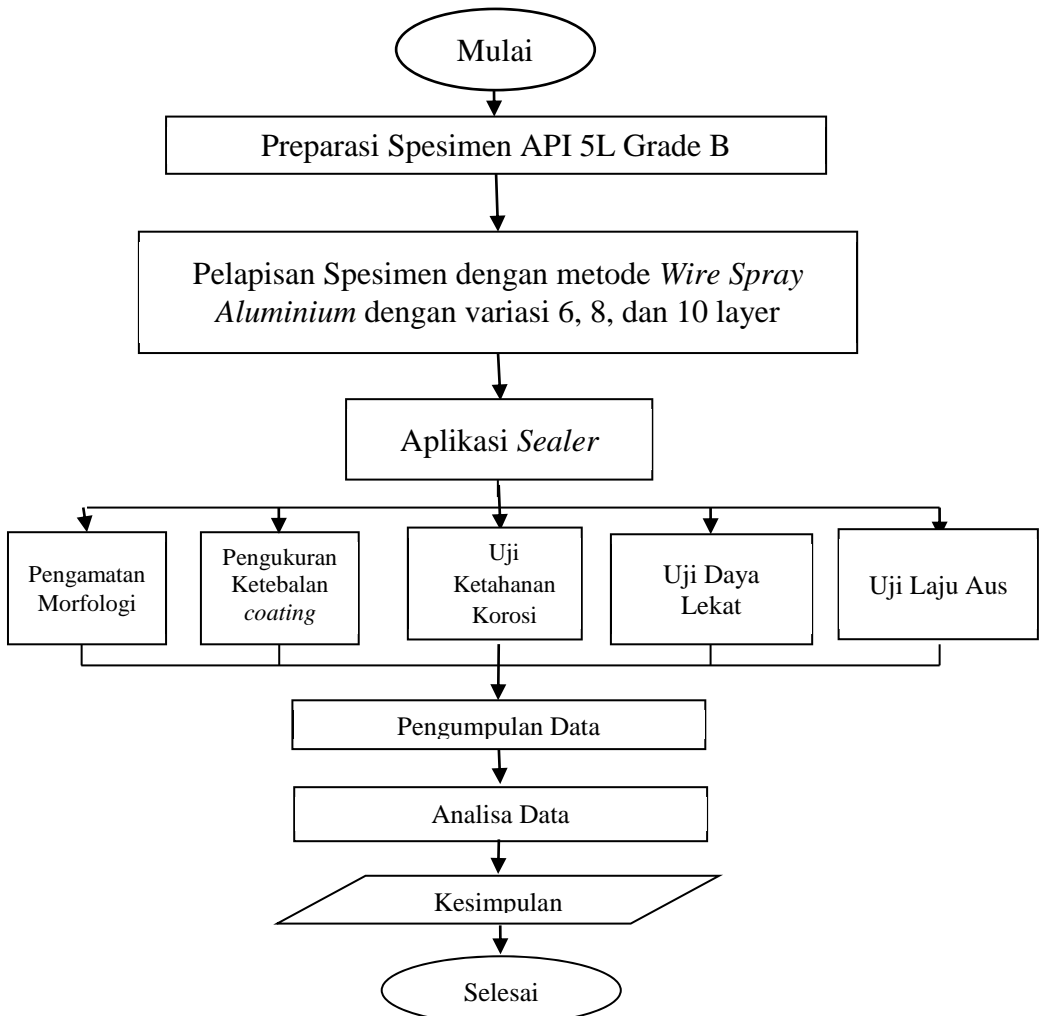 Mulai
Preparasi Spesimen API 5L Grade B
Pelapisan Spesimen dengan metode Wire Spray
Aluminium dengan variasi 6, 8, dan 10 layer
Aplikasi Sealer
Pengamatan
Morfologi
Pengukuran
Ketebalan
coating
Uji
Ketahanan
Korosi
Uji Daya
Lekat
Uji Laju Aus
Pengumpulan Data
Analisa Data
Kesimpulan
Selesai